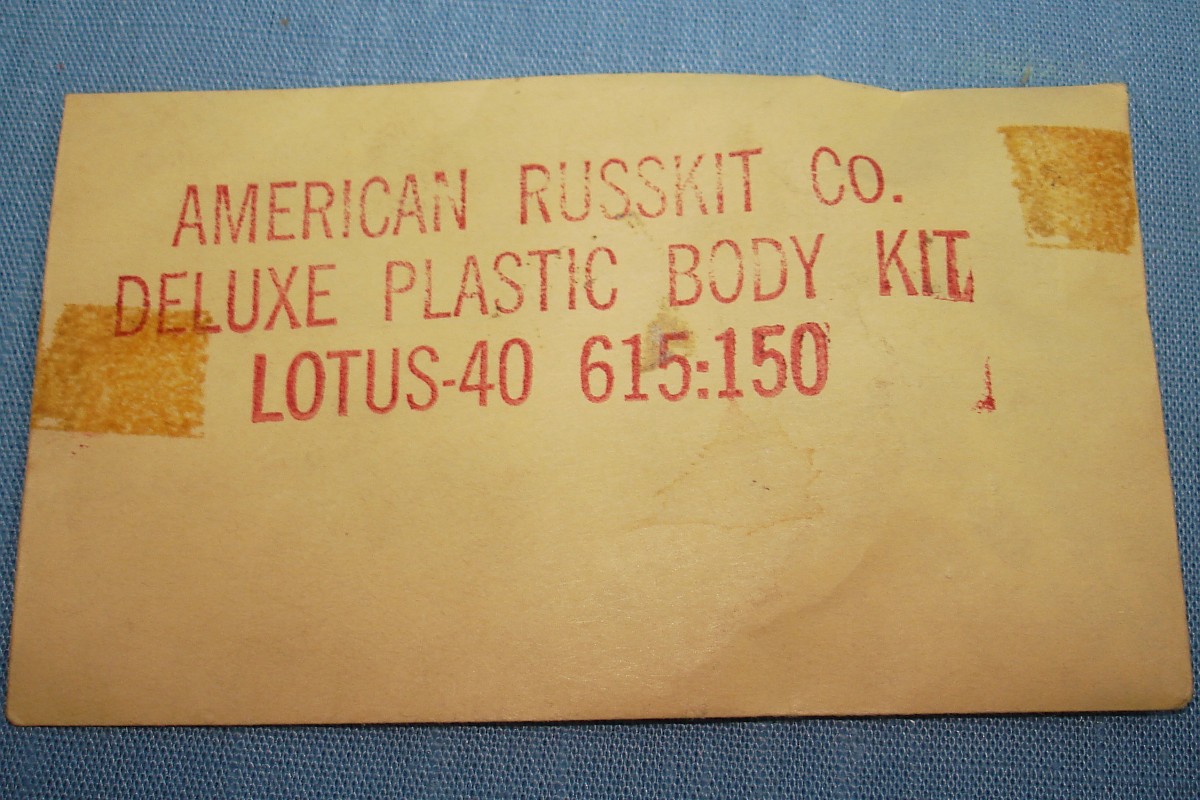 AMERICAN RUSSKIT CO.
DELUXE PLASTIC BODY KIT
LOTUS-40 615:150